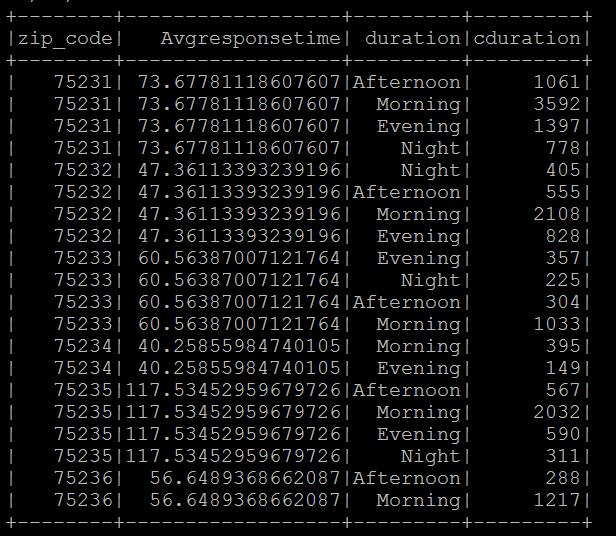 +--------+-----------------+---------+---------+
|zip_code|  Avgresponsetime| duration|cduration|
+--------+-----------------+---------+---------+
|   75231| 73.67781118607607|Afternoon|     1061|
|   75231| 73.67781118607607|  Morning|     3592|
|   75231| 73.67781118607607|  Evening|     1397|
|   75231| 73.67781118607607|    Night|      778|
|   75232| 47.36113393239196|    Night|      405|
|   75232| 47.36113393239196|Afternoon|      555|
|   75232| 47.36113393239196|  Morning|     2108|
|   75232| 47.36113393239196|  Evening|      828|
|   75233| 60.56387007121764|  Evening|      357|
|   75233| 60.56387007121764|    Night|      225|
|   75233| 60.56387007121764|Afternoon|      304|
|   75233| 60.56387007121764|  Morning|     1033|
|   75234| 40.25855984740105|  Morning|      395|
|   75234| 40.25855984740105|  Evening|      149|
|   75235|117.53452959679726|Afternoon|      567|
|   75235|117.53452959679726|  Morning|     2032|
|   75235|117.53452959679726|  Evening|      590|
|   75235|117.53452959679726|    Night|      311|
|   75236|  56.6489368662087|Afternoon|      288|
|   75236|  56.6489368662087|  Morning|     1217|
+--------+-----------------+---------+---------+